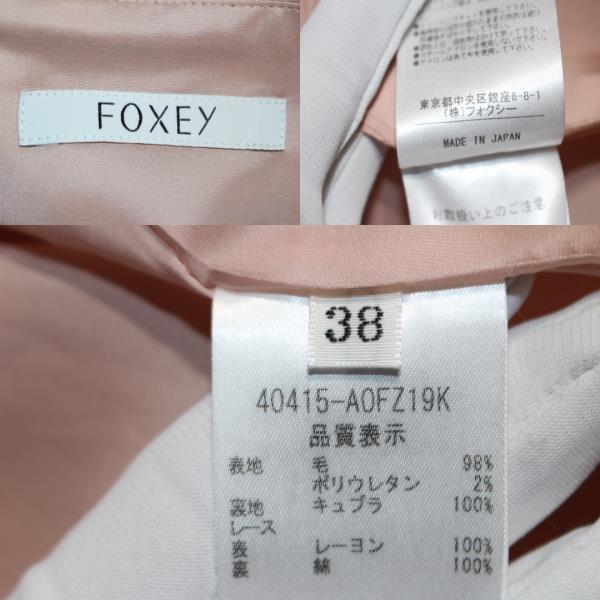 FOXEY
東京都中央区銀座6-8-1
(株)フォクシー
MADE IN JAPAN
お取扱い上のご注意
38
40415-AOFZ19K
品質表示
表地 毛 98%
ポリウレタン 2%
裏地 キュプラ 100%
レース
表 レーヨン 100%
裏 綿 100%